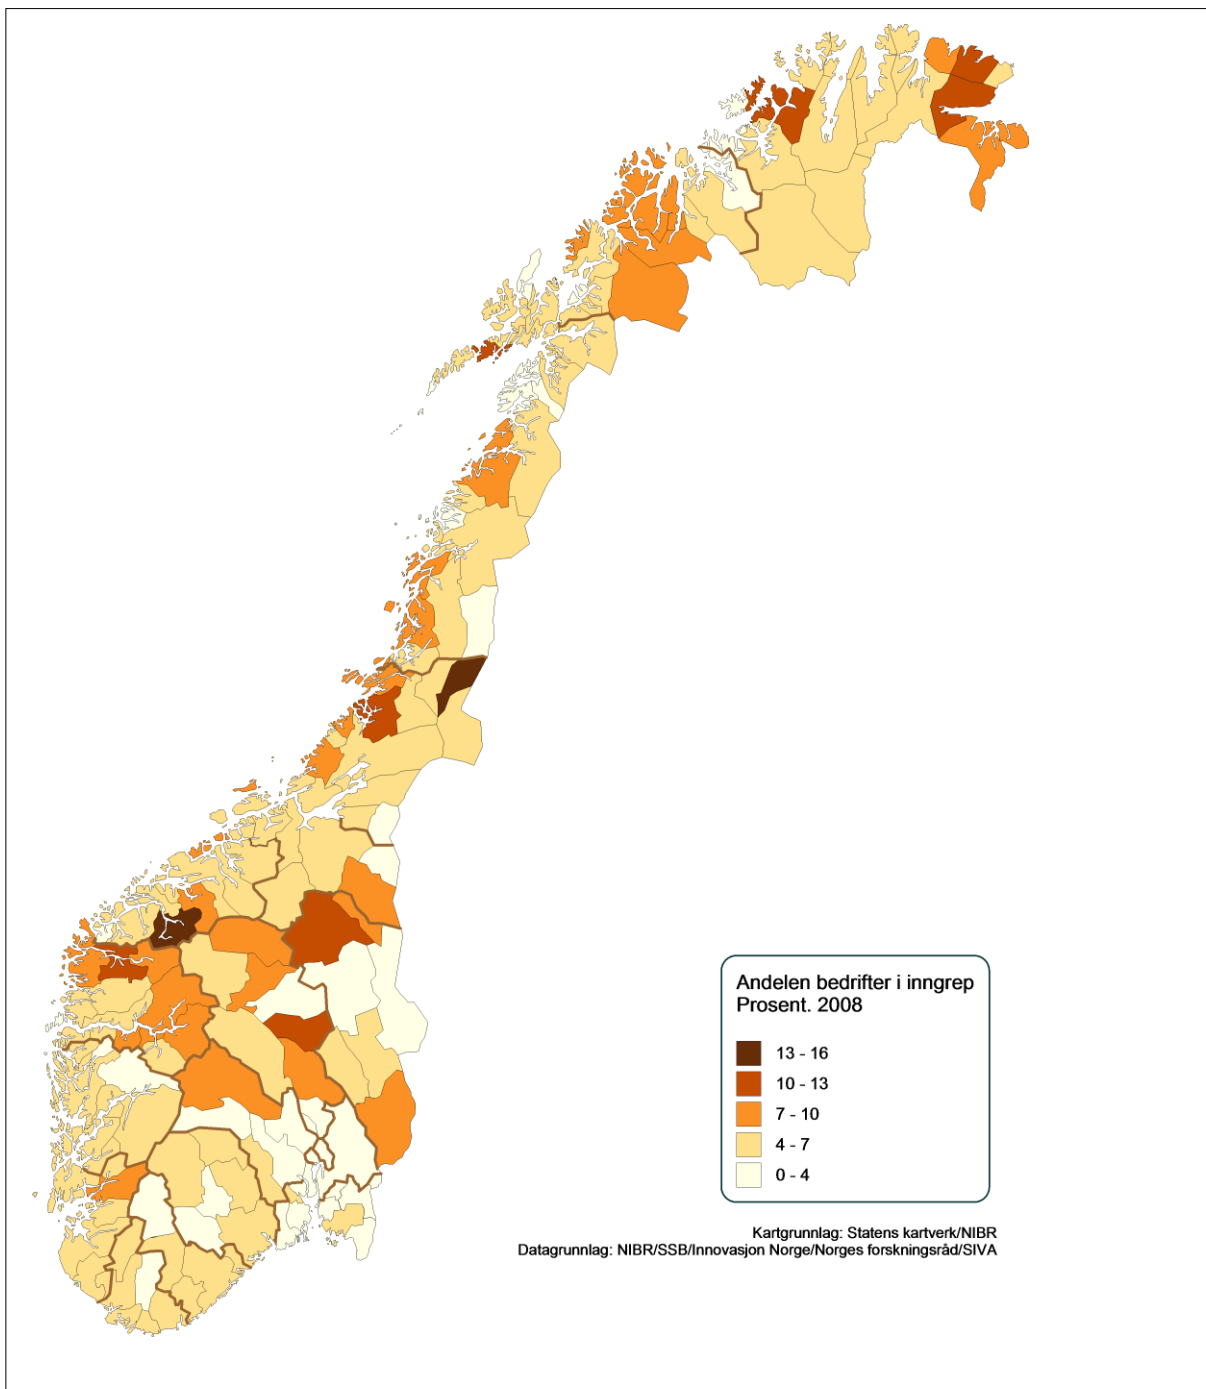 Andelen bedrifter i inngrep
Prosent. 2008
13 - 16
10 - 13
7 - 10
4 - 7
0 - 4
Kartgrunnlag: Statens kartverk/NIBR
Datagrunnlag: NIBR/SSB/Innovasjon Norge/Norges forskningsråd/SIVA